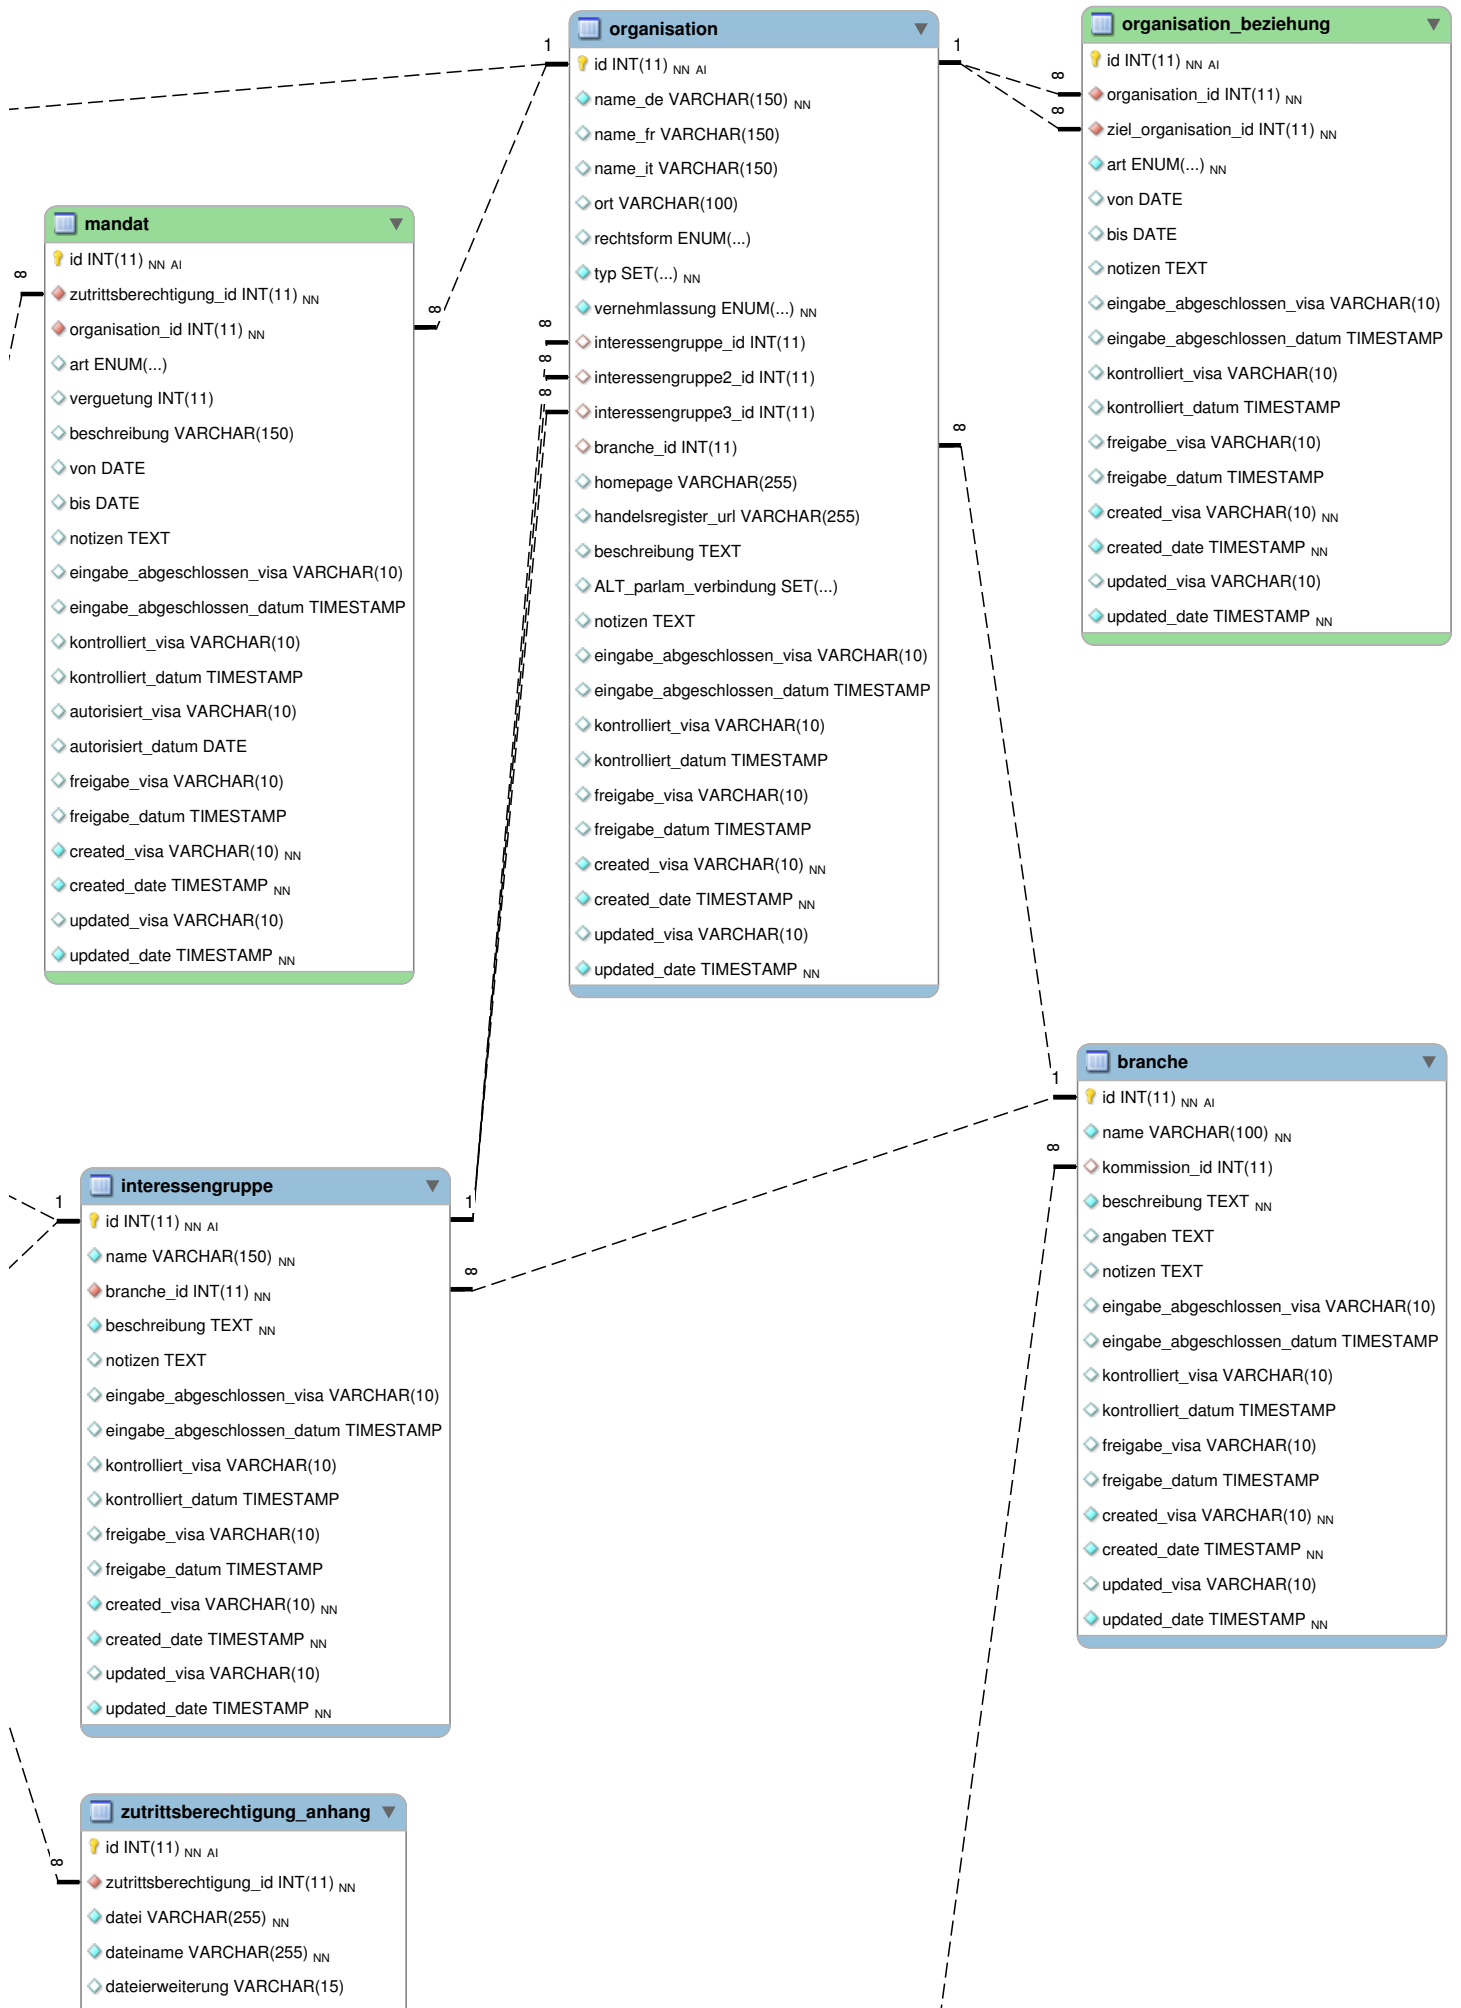 organisation
1
id INT(11) NN AI
name_de VARCHAR(150) NN
name_fr VARCHAR(150)
name_it VARCHAR(150)
ort VARCHAR(100)
rechtsform ENUM(...)
typ SET(...) NN
vernehmlassung ENUM(...) NN
∞
interessengruppe_id INT(11)
∞
interessengruppe2_id INT(11)
∞
interessengruppe3_id INT(11)
branche_id INT(11)
homepage VARCHAR(255)
handelsregister_url VARCHAR(255)
beschreibung TEXT
ALT_parlam_verbindung SET(...)
notizen TEXT
eingabe_abgeschlossen_visa VARCHAR(10)
eingabe_abgeschlossen_datum TIMESTAMP
kontrolliert_visa VARCHAR(10)
kontrolliert_datum TIMESTAMP
freigabe_visa VARCHAR(10)
freigabe_datum TIMESTAMP
created_visa VARCHAR(10) NN
created_date TIMESTAMP NN
updated_visa VARCHAR(10)
updated_date TIMESTAMP NN
1
∞
organisation_beziehung
id INT(11) NN AI
∞
organisation_id INT(11) NN
∞
ziel_organisation_id INT(11) NN
art ENUM(...) NN
von DATE
bis DATE
notizen TEXT
eingabe_abgeschlossen_visa VARCHAR(10)
eingabe_abgeschlossen_datum TIMESTAMP
kontrolliert_visa VARCHAR(10)
kontrolliert_datum TIMESTAMP
freigabe_visa VARCHAR(10)
freigabe_datum TIMESTAMP
created_visa VARCHAR(10) NN
created_date TIMESTAMP NN
updated_visa VARCHAR(10)
updated_date TIMESTAMP NN
mandat
id INT(11) NN AI
∞
zutrittsberechtigung_id INT(11) NN
organisation_id INT(11) NN
∞
art ENUM(...)
verguetung INT(11)
beschreibung VARCHAR(150)
von DATE
bis DATE
notizen TEXT
eingabe_abgeschlossen_visa VARCHAR(10)
eingabe_abgeschlossen_datum TIMESTAMP
kontrolliert_visa VARCHAR(10)
kontrolliert_datum TIMESTAMP
autorisiert_visa VARCHAR(10)
autorisiert_datum DATE
freigabe_visa VARCHAR(10)
freigabe_datum TIMESTAMP
created_visa VARCHAR(10) NN
created_date TIMESTAMP NN
updated_visa VARCHAR(10)
updated_date TIMESTAMP NN
branche
1
id INT(11) NN AI
name VARCHAR(100) NN
∞
kommission_id INT(11)
beschreibung TEXT NN
angaben TEXT
notizen TEXT
eingabe_abgeschlossen_visa VARCHAR(10)
eingabe_abgeschlossen_datum TIMESTAMP
kontrolliert_visa VARCHAR(10)
kontrolliert_datum TIMESTAMP
freigabe_visa VARCHAR(10)
freigabe_datum TIMESTAMP
created_visa VARCHAR(10) NN
created_date TIMESTAMP NN
updated_visa VARCHAR(10)
updated_date TIMESTAMP NN
interessengruppe
1
id INT(11) NN AI
1
name VARCHAR(150) NN
branche_id INT(11) NN
∞
beschreibung TEXT NN
notizen TEXT
eingabe_abgeschlossen_visa VARCHAR(10)
eingabe_abgeschlossen_datum TIMESTAMP
kontrolliert_visa VARCHAR(10)
kontrolliert_datum TIMESTAMP
freigabe_visa VARCHAR(10)
freigabe_datum TIMESTAMP
created_visa VARCHAR(10) NN
created_date TIMESTAMP NN
updated_visa VARCHAR(10)
updated_date TIMESTAMP NN
zutrittsberechtigung_anhang
id INT(11) NN AI
∞
zutrittsberechtigung_id INT(11) NN
datei VARCHAR(255) NN
dateiname VARCHAR(255) NN
dateierweiterung VARCHAR(15)